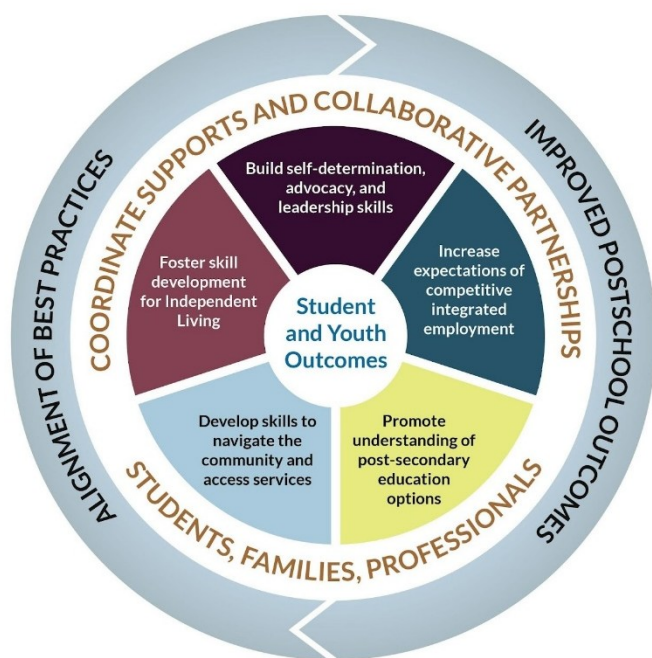 ALIGNMENT OF BEST PRACTICES
IMPROVED POSTSCHOOL OUTCOMES
COORDINATE SUPPORTS AND COLLABORATIVE PARTNERSHIPS
Build self-determination,
advocacy, and
leadership skills
Foster skill
development
for Independent
Living
Increase
expectations of
competitive
integrated
employment
Student
and Youth
Outcomes
Develop skills to
navigate the
community and
access services
Promote
understanding of
post-secondary
education
options
STUDENTS, FAMILIES, PROFESSIONALS